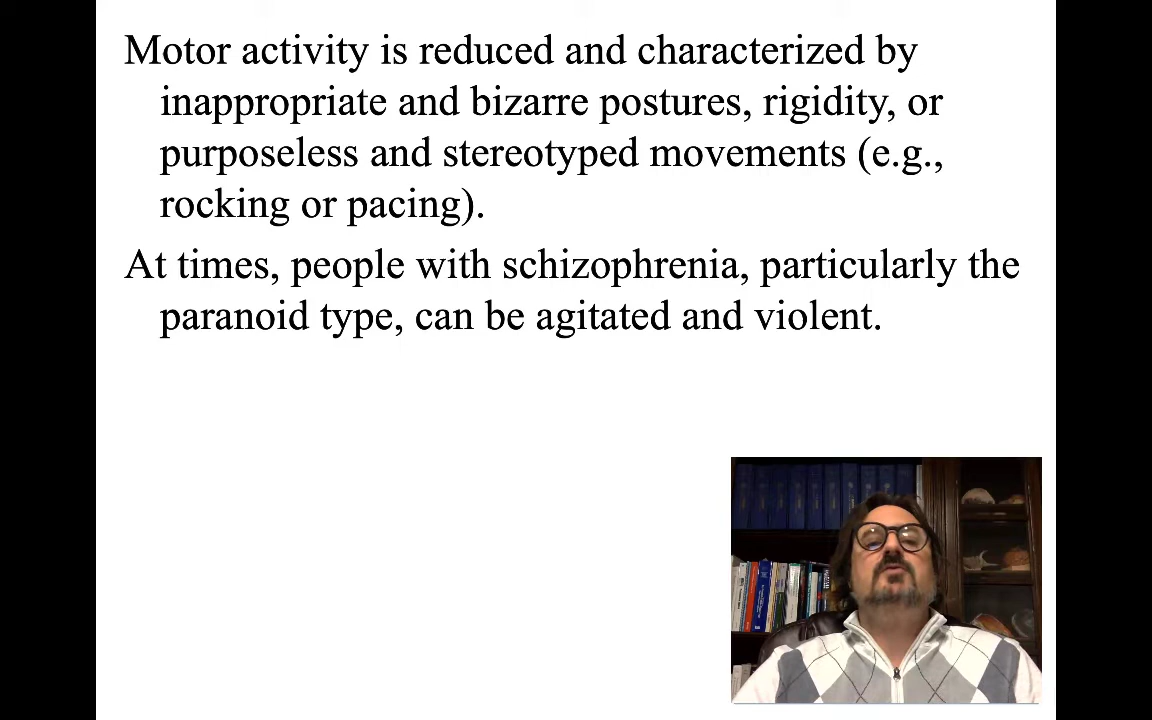 Motor activity is reduced and characterized by
inappropriate and bizarre postures, rigidity, or
purposeless and stereotyped movements (e.g.,
rocking or pacing).
At times, people with schizophrenia, particularly the
paranoid type, can be agitated and violent.